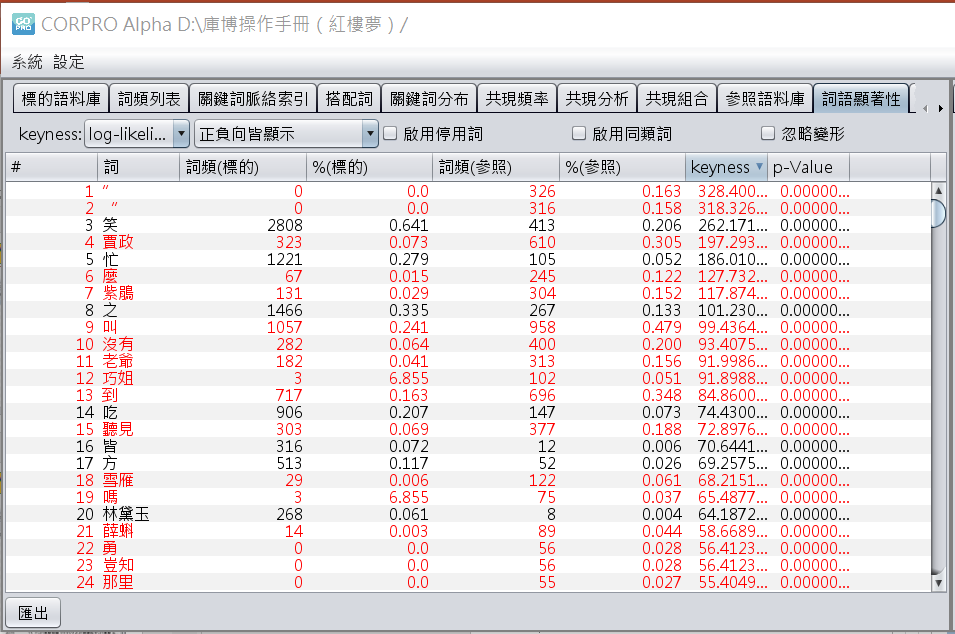 GO PRO CORPRO Alpha D:\庫博操作手冊（紅樓夢）/
系統 設定
標的語料庫 詞頻列表 關鍵詞脈絡索引 搭配詞 關鍵詞分布 共現頻率 共現分析 共現組合 參照語料庫 詞語顯著性
keyness: log-likeli... 正負向皆顯示 啟用停用詞 啟用同類詞 忽略變形
# 詞 詞頻(標的) %(標的) 詞頻(參照) %(參照) keyness p-Value
1 “ 0 0.0 326 0.163 328.400... 0.00000...
2 “ 0 0.0 316 0.158 318.326... 0.00000...
3 笑 2808 0.641 413 0.206 262.171... 0.00000...
4 賈政 323 0.073 610 0.305 197.293... 0.00000...
5 忙 1221 0.279 105 0.052 186.010... 0.00000...
6 麼 67 0.015 245 0.122 127.732... 0.00000...
7 紫鵑 131 0.029 304 0.152 117.874... 0.00000...
8 之 1466 0.335 267 0.133 101.230... 0.00000...
9 叫 1057 0.241 958 0.479 99.4364... 0.00000...
10 沒有 282 0.064 400 0.200 93.4075... 0.00000...
11 老爺 182 0.041 313 0.156 91.9986... 0.00000...
12 巧姐 3 6.855 102 0.051 91.8988... 0.00000...
13 到 717 0.163 696 0.348 84.8600... 0.00000...
14 吃 906 0.207 147 0.073 74.4300... 0.00000...
15 聽見 303 0.069 377 0.188 72.8976... 0.00000...
16 皆 316 0.072 12 0.006 70.6441... 0.00000...
17 方 513 0.117 52 0.026 69.2575... 0.00000...
18 雪雁 29 0.006 122 0.061 68.2151... 0.00000...
19 嗎 3 6.855 75 0.037 65.4877... 0.00000...
20 林黛玉 268 0.061 8 0.004 64.1872... 0.00000...
21 薛蝌 14 0.003 89 0.044 58.6689... 0.00000...
22 勇 0 0.0 56 0.028 56.4123... 0.00000...
23 豈知 0 0.0 56 0.028 56.4123... 0.00000...
24 那里 0 0.0 55 0.027 55.4049... 0.00000...
匯出